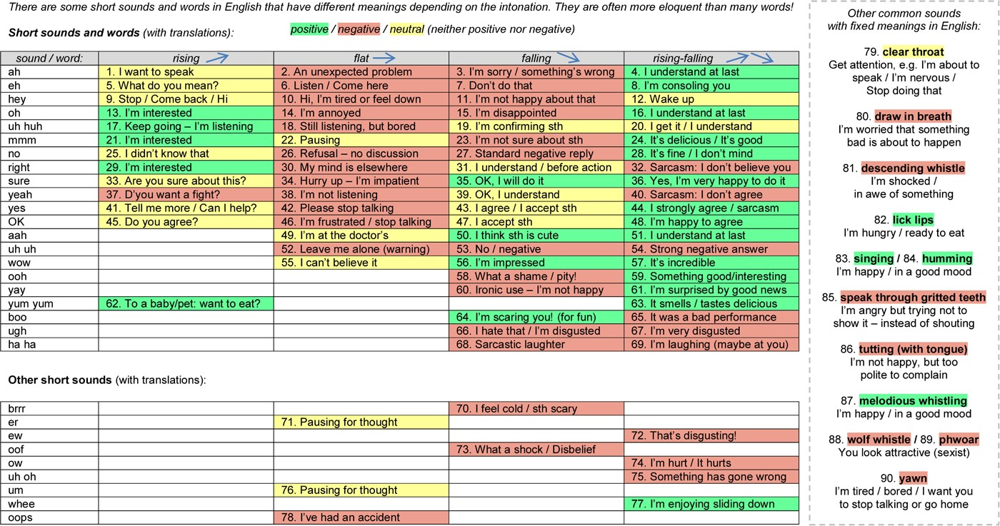 There are some short sounds and words in English that have different meanings depending on the intonation. They are often more eloquent than many words!
Short sounds and words (with translations): positive / negative / neutral (neither positive nor negative)
sound / word: rising flat falling rising-falling
ah 1. I want to speak 2. An unexpected problem 3. I'm sorry / something's wrong 4. I understand at last
eh 5. What do you mean? 6. Listen / Come here 7. Don't do that 8. I'm consoling you
hey 9. Stop / Come back / Hi 10. Hi, I'm tired or feel down 11. I'm not happy about that 12. Wake up
oh 13. I'm interested 14. I'm annoyed 15. I'm disappointed 16. I understand at last
uh huh 17. Keep going – I'm listening 18. Still listening, but bored 19. I'm confirming sth 20. I get it / I understand
mmm 21. I'm interested 22. Pausing 23. I'm not sure about sth 24. It's delicious / It's good
no 25. I didn't know that 26. Refusal – no discussion 27. Standard negative reply 28. It's fine / I don't mind
right 29. I'm interested 30. My mind is elsewhere 31. I understand / before action 32. Sarcasm: I don't believe you
sure 33. Are you sure about this? 34. Hurry up – I'm impatient 35. OK, I will do it 36. Yes, I'm very happy to do it
yeah 37. D'you want a fight? 38. I'm not listening 39. OK, I understand 40. Sarcasm: I don't agree
yes 41. Tell me more / Can I help? 42. Please stop talking 43. I agree / I accept sth 44. I strongly agree / sarcasm
OK 45. Do you agree? 46. I'm frustrated / stop talking 47. I accept sth 48. I'm happy to agree
aah 49. I'm at the doctor's 50. I think sth is cute 51. I understand at last
uh uh 52. Leave me alone (warning) 53. No / negative 54. Strong negative answer
wow 55. I can't believe it 56. I'm impressed 57. It's incredible
ooh 58. What a shame / pity! 59. Something good/interesting
yay 60. Ironic use – I'm not happy 61. I'm surprised by good news
yum yum 62. To a baby/pet: want to eat? 63. It smells / tastes delicious
boo 64. I'm scaring you! (for fun) 65. It was a bad performance
ugh 66. I hate that / I'm disgusted 67. I'm very disgusted
ha ha 68. Sarcastic laughter 69. I'm laughing (maybe at you)
Other short sounds (with translations):
brrr 70. I feel cold / sth scary
er 71. Pausing for thought
ew 72. That's disgusting!
oof 73. What a shock / Disbelief
ow 74. I'm hurt / It hurts
uh oh 75. Something has gone wrong
um 76. Pausing for thought
whee 77. I'm enjoying sliding down
oops 78. I've had an accident
Other common sounds
with fixed meanings in English:
79. clear throat
Get attention, e.g. I'm about to
speak / I'm nervous /
Stop doing that
80. draw in breath
I'm worried that something
bad is about to happen
81. descending whistle
I'm shocked /
in awe of something
82. lick lips
I'm hungry / ready to eat
83. singing / 84. humming
I'm happy / in a good mood
85. speak through gritted teeth
I'm angry but trying not to
show it – instead of shouting
86. tutting (with tongue)
I'm not happy, but too
polite to complain
87. melodious whistling
I'm happy / in a good mood
88. wolf whistle / 89. phwoar
You look attractive (sexist)
90. yawn
I'm tired / bored / I want you
to stop talking or go home